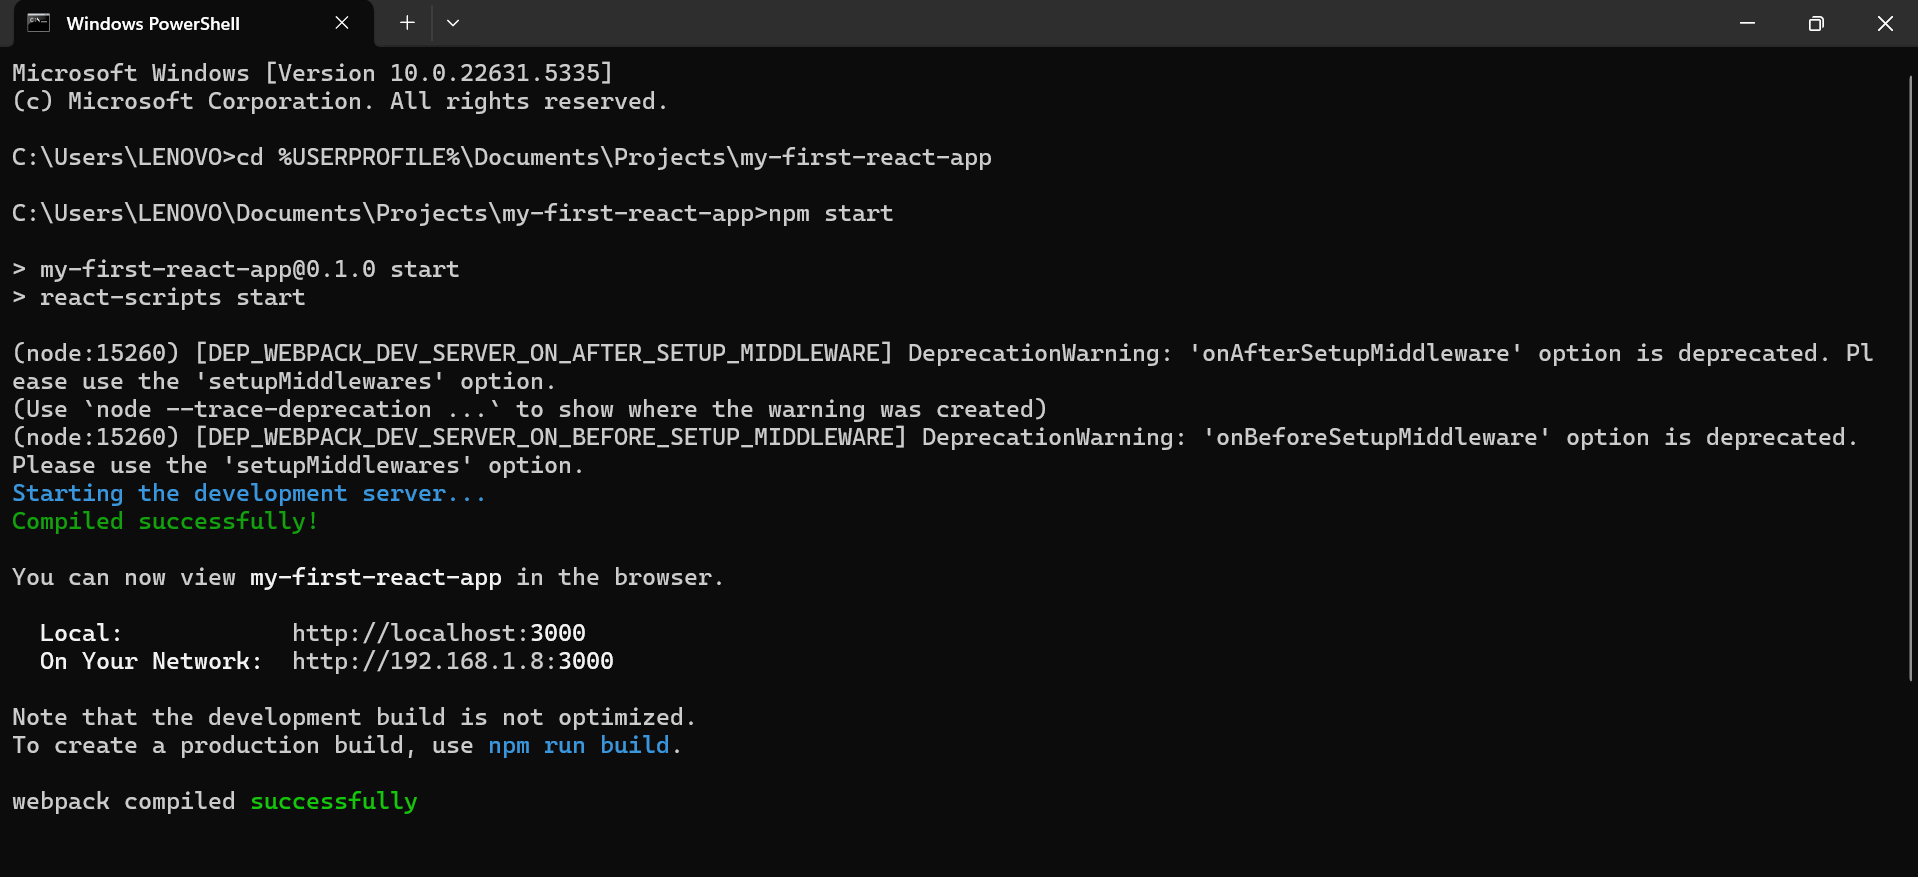 Windows PowerShell
Microsoft Windows [Version 10.0.22631.5335]
(c) Microsoft Corporation. All rights reserved.
C:\Users\LENOVO>cd %USERPROFILE%\Documents\Projects\my-first-react-app
C:\Users\LENOVO\Documents\Projects\my-first-react-app>npm start
> my-first-react-app@0.1.0 start
> react-scripts start
(node:15260) [DEP_WEBPACK_DEV_SERVER_ON_AFTER_SETUP_MIDDLEWARE] DeprecationWarning: 'onAfterSetupMiddleware' option is deprecated. Pl
ease use the 'setupMiddlewares' option.
(Use `node --trace-deprecation ...` to show where the warning was created)
(node:15260) [DEP_WEBPACK_DEV_SERVER_ON_BEFORE_SETUP_MIDDLEWARE] DeprecationWarning: 'onBeforeSetupMiddleware' option is deprecated.
Please use the 'setupMiddlewares' option.
Starting the development server...
Compiled successfully!
You can now view my-first-react-app in the browser.
Local:            http://localhost:3000
On Your Network:  http://192.168.1.8:3000
Note that the development build is not optimized.
To create a production build, use npm run build.
webpack compiled successfully